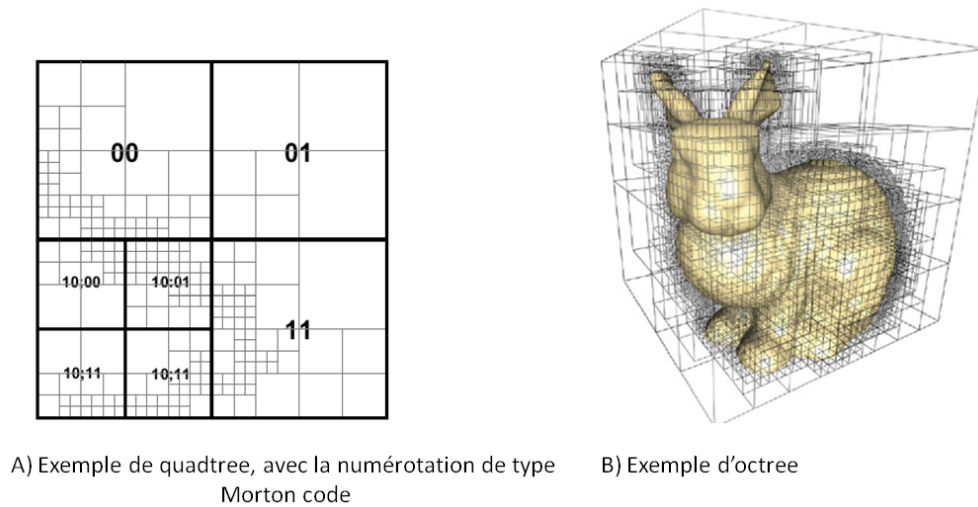 00
01
10:00
10:01
11
10;11
10;11
A) Exemple de quadtree, avec la numérotation de type
Morton code
B) Exemple d'octree